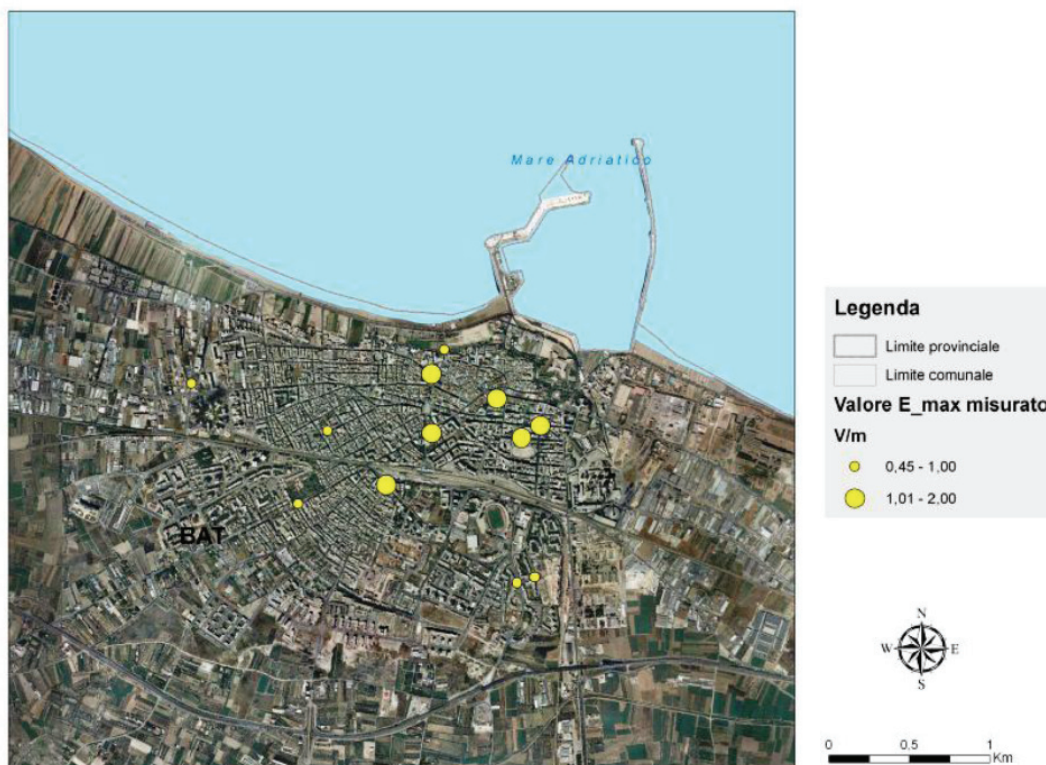 Mare Adriatico
BAT
Legenda
Limite provinciale
Limite comunale
Valore E_max misurato
V/m
0,45 - 1,00
1,01 - 2,00
N
W E
S
0 0,5 1
Km